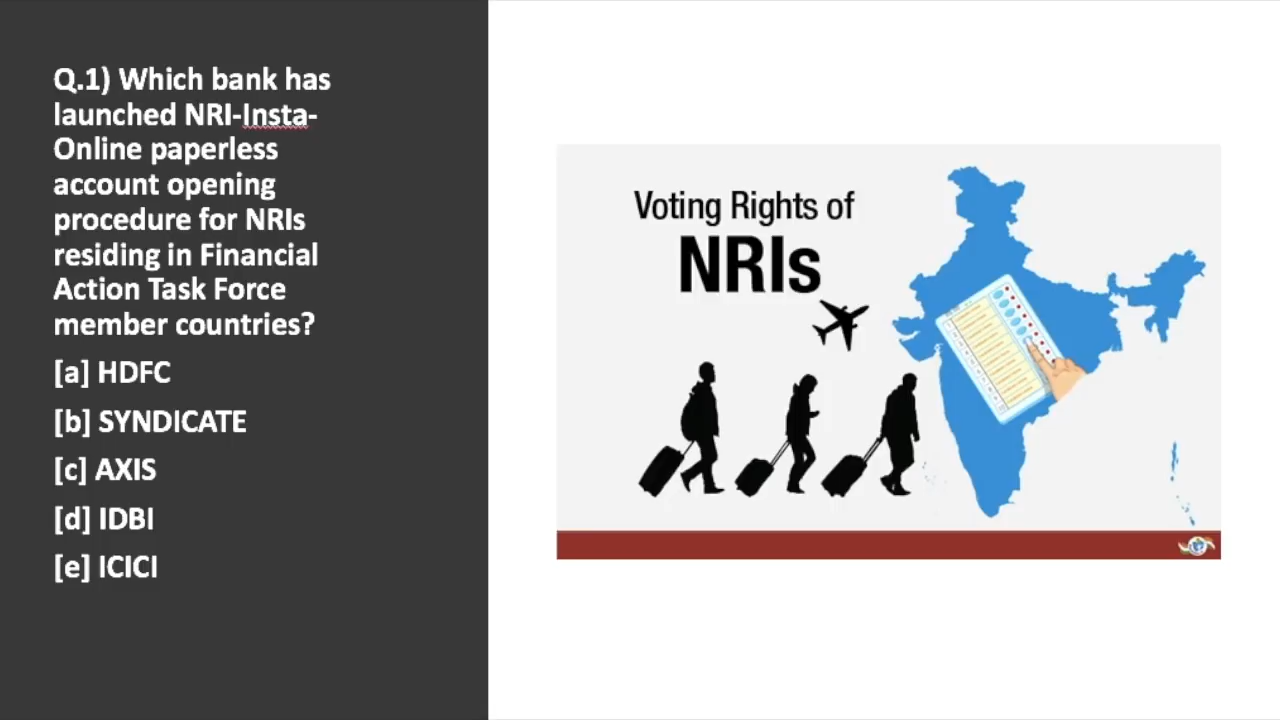 Q.1) Which bank has
launched NRI-Insta-
Online paperless
account opening
procedure for NRIs
residing in Financial
Action Task Force
member countries?
[a] HDFC
[b] SYNDICATE
[c] AXIS
[d] IDBI
[e] ICICI
Voting Rights of
NRIs